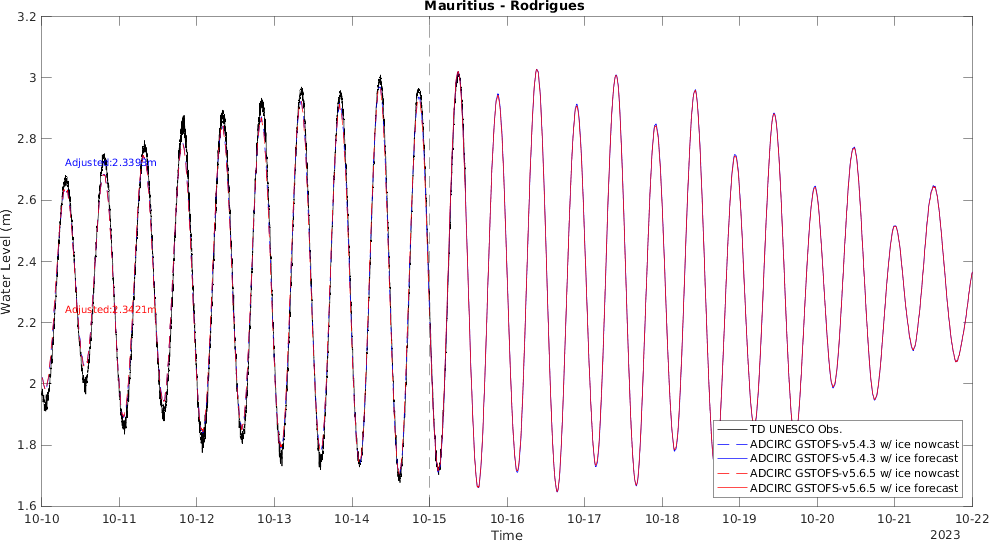 Mauritius - Rodrigues
3.2
3
2.8
2.6
2.4
2.2
2
1.8
1.6
Water Level (m)
Adjusted:2.3393m
Adjusted:2.3421m
TD UNESCO Obs.
ADCIRC GSTOFS-v5.4.3 w/ ice nowcast
ADCIRC GSTOFS-v5.4.3 w/ ice forecast
ADCIRC GSTOFS-v5.6.5 w/ ice nowcast
ADCIRC GSTOFS-v5.6.5 w/ ice forecast
10-10 10-11 10-12 10-13 10-14 10-15 10-16 10-17 10-18 10-19 10-20 10-21 10-22
Time
2023